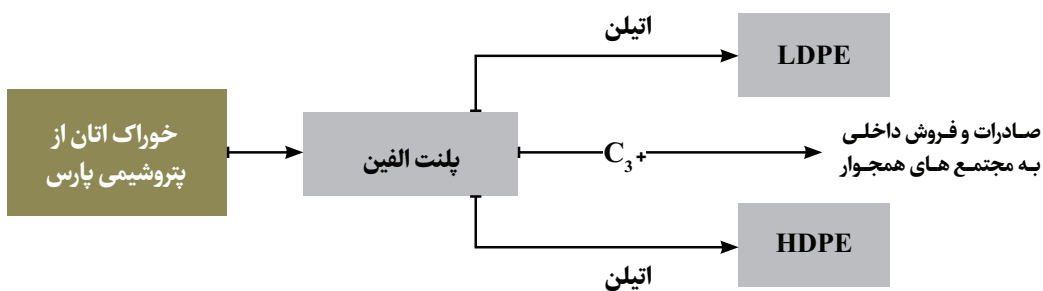 اتیلن
LDPE
خوراک اتان از
پتروشیمی پارس
پلنت الفین
C₃+
صادرات و فروش داخلی
به مجتمع های همجوار
HDPE
اتیلن